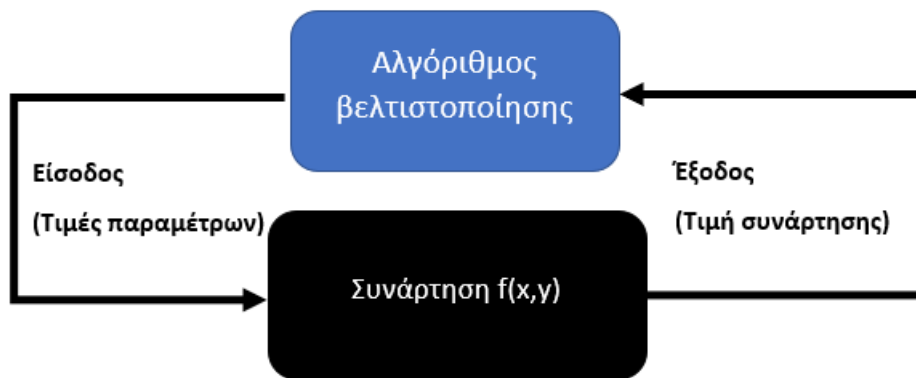 Αλγόριθμος
βελτιστοποίησης
Είσοδος
(Τιμές παραμέτρων)
Έξοδος
(Τιμή συνάρτησης)
Συνάρτηση f(x,y)